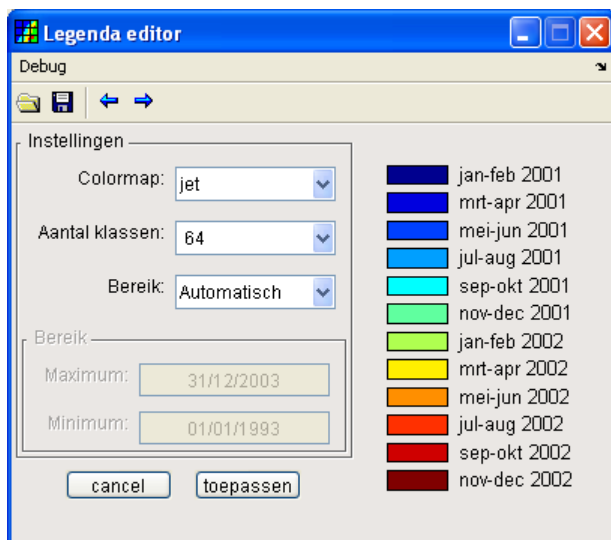 Legenda editor
Debug
Instellingen
Colormap: jet
Aantal klassen: 64
Bereik: Automatisch
Bereik
Maximum: 31/12/2003
Minimum: 01/01/1993
cancel toepassen
jan-feb 2001
mrt-apr 2001
mei-jun 2001
jul-aug 2001
sep-okt 2001
nov-dec 2001
jan-feb 2002
mrt-apr 2002
mei-jun 2002
jul-aug 2002
sep-okt 2002
nov-dec 2002